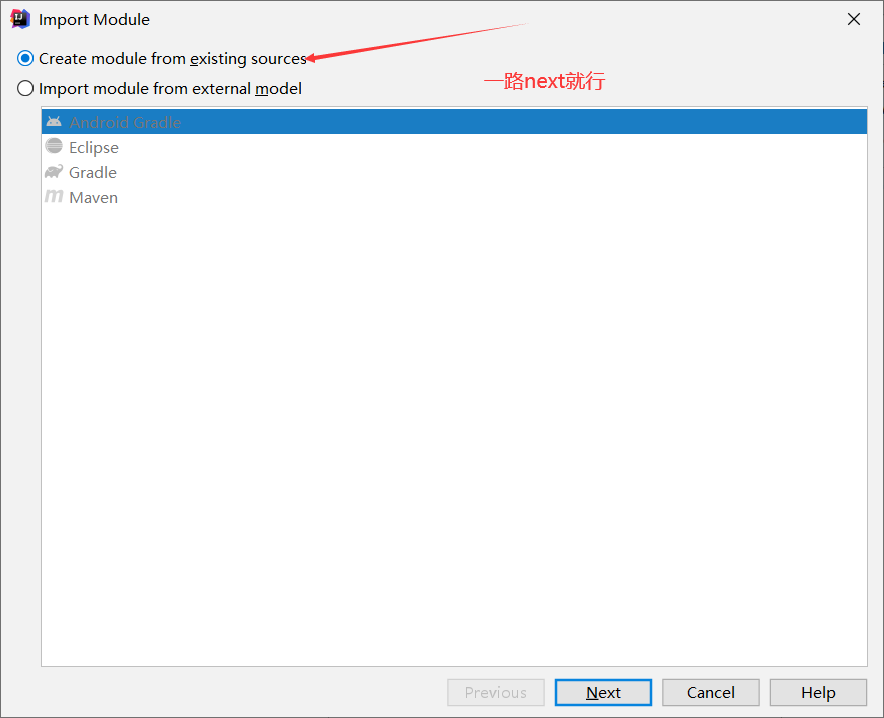 Import Module
Create module from existing sources
一路next就行
Import module from external model
Android Gradle
Eclipse
Gradle
Maven
Previous
Next
Cancel
Help